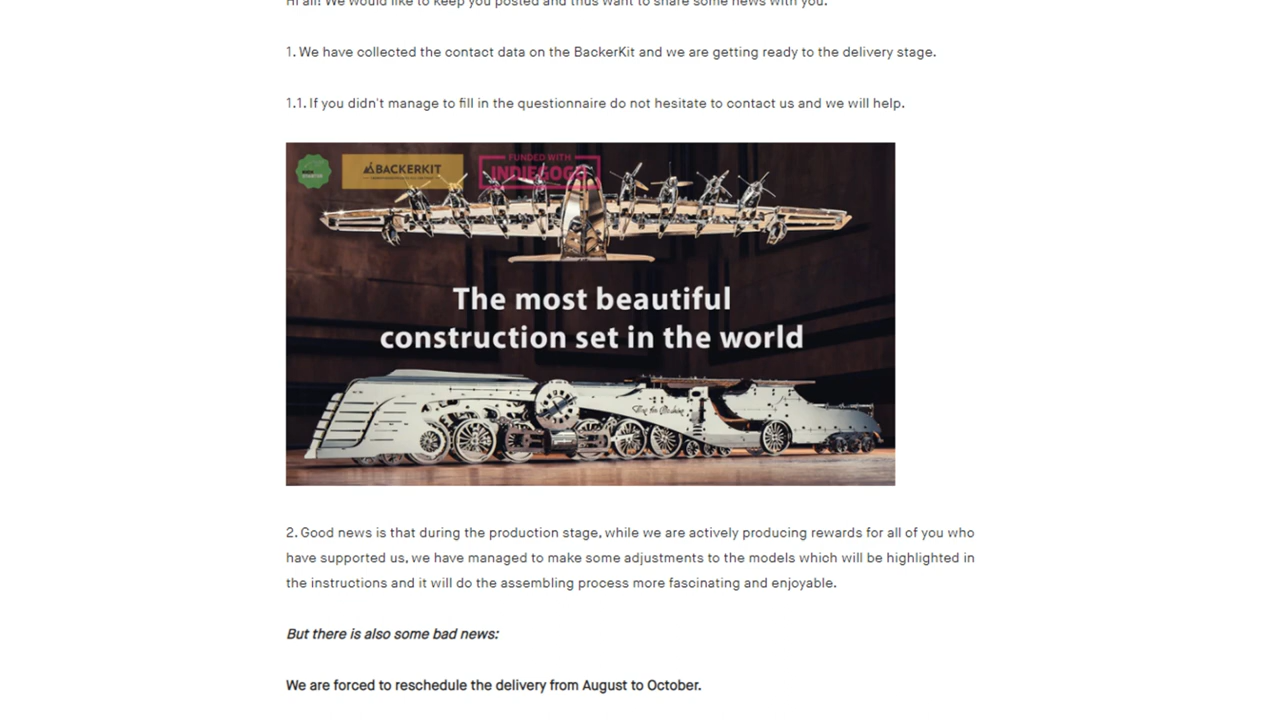 Hi all! We would like to keep you posted and thus want to share some news with you.
1. We have collected the contact data on the BackerKit and we are getting ready to the delivery stage.
1.1. If you didn't manage to fill in the questionnaire do not hesitate to contact us and we will help.
BACKERKIT
FUNDED WITH
INDIEGOGO
The most beautiful
construction set in the world
2. Good news is that during the production stage, while we are actively producing rewards for all of you who
have supported us, we have managed to make some adjustments to the models which will be highlighted in
the instructions and it will do the assembling process more fascinating and enjoyable.
But there is also some bad news:
We are forced to reschedule the delivery from August to October.